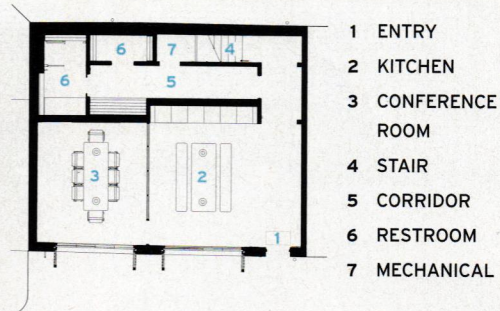 6
7
4
6
5
3
2
1
1 ENTRY
2 KITCHEN
3 CONFERENCE
ROOM
4 STAIR
5 CORRIDOR
6 RESTROOM
7 MECHANICAL